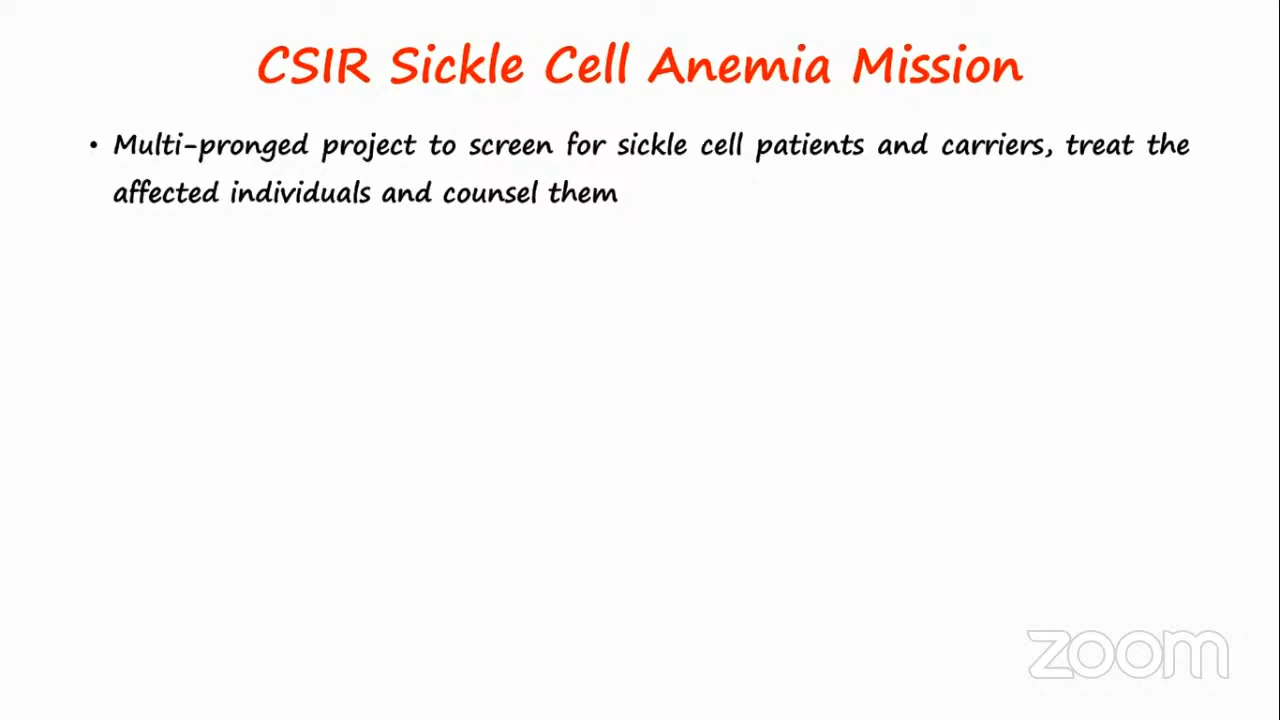 CSIR Sickle Cell Anemia Mission
• Multi-pronged project to screen for sickle cell patients and carriers, treat the
affected individuals and counsel them
zoom